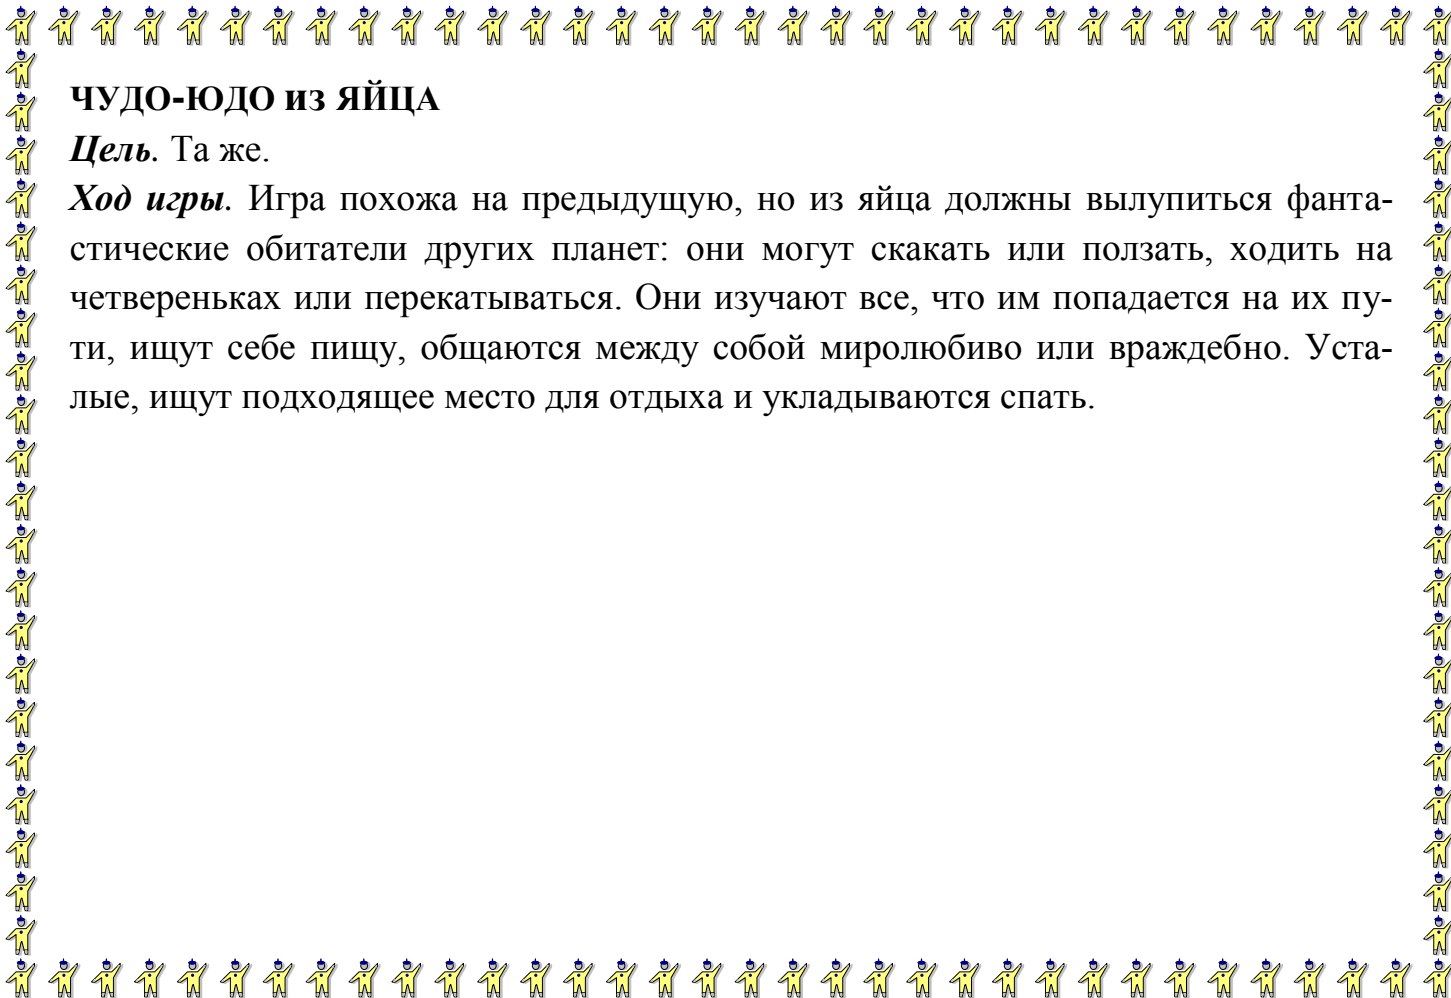 ЧУДО-ЮДО из ЯЙЦА
Цель. Та же.
Ход игры. Игра похожа на предыдущую, но из яйца должны вылупиться фанта-
стические обитатели других планет: они могут скакать или ползать, ходить на
четвереньках или перекатываться. Они изучают все, что им попадается на их пу-
ти, ищут себе пищу, общаются между собой миролюбиво или враждебно. Уста-
лые, ищут подходящее место для отдыха и укладываются спать.